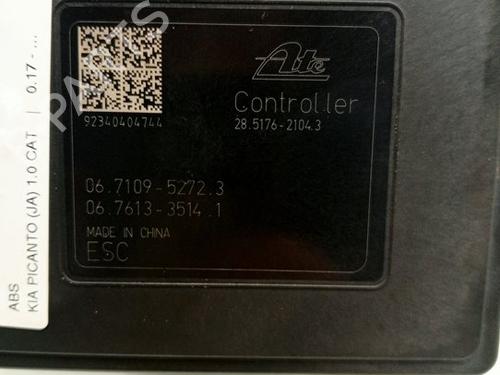 Ate
Controller
28.5176-2104.3
92340404744
06.7109-5272.3
06.7613-3514.1
MADE IN CHINA
ESC
ABS
KIA PICANTO (JA) 1.0 CAT | 0.17 - ...
PARTS